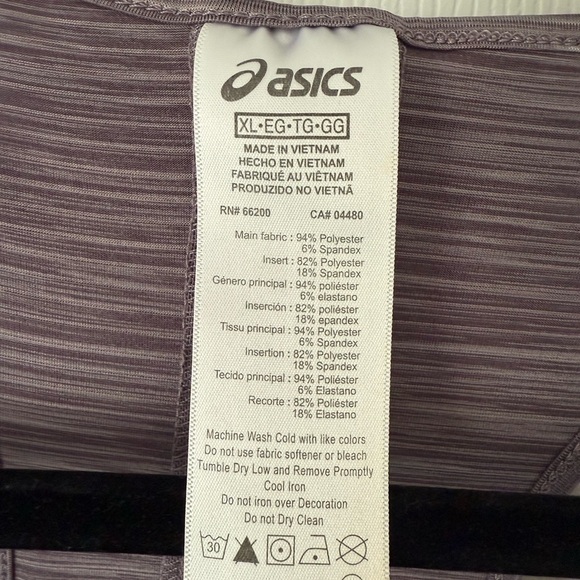 asics
XL•EG•TG•GG
MADE IN VIETNAM
HECHO EN VIETNAM
FABRIQUÉ AU VIÊTNAM
PRODUZIDO NO VIETNÃ
RN# 66200 CA# 04480
Main fabric : 94% Polyester
6% Spandex
Insert : 82% Polyester
18% Spandex
Género principal : 94% poliéster
6% elastano
Inserción : 82% poliéster
18% epandex
Tissu principal : 94% Polyester
6% Spandex
Insertion : 82% Polyester
18% Spandex
Tecido principal : 94% Poliéster
6% Elastano
Recorte : 82% Poliéster
18% Elastano
Machine Wash Cold with like colors
Do not use fabric softener or bleach
Tumble Dry Low and Remove Promptly
Cool Iron
Do not iron over Decoration
Do not Dry Clean
30